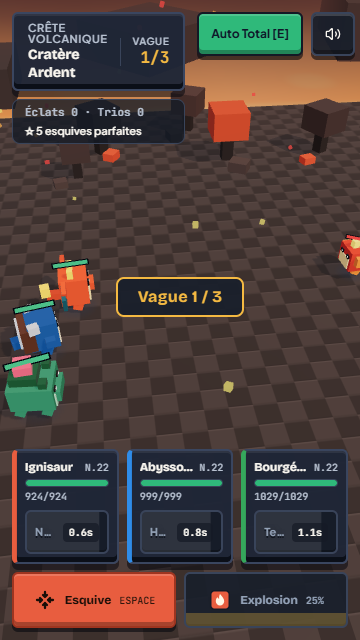 CRÊTE
VOLCANIQUE
Cratère
Ardent
VAGUE
1/3
Auto Total [E]
Éclats 0 · Trios 0
☆ 5 esquives parfaites
Vague 1 / 3
Ignisaur N.22
924/924
N... 0.6s
Abysso... N.22
999/999
H... 0.8s
Bourgé... N.22
1029/1029
Te... 1.1s
Esquive ESPACE
Explosion 25%